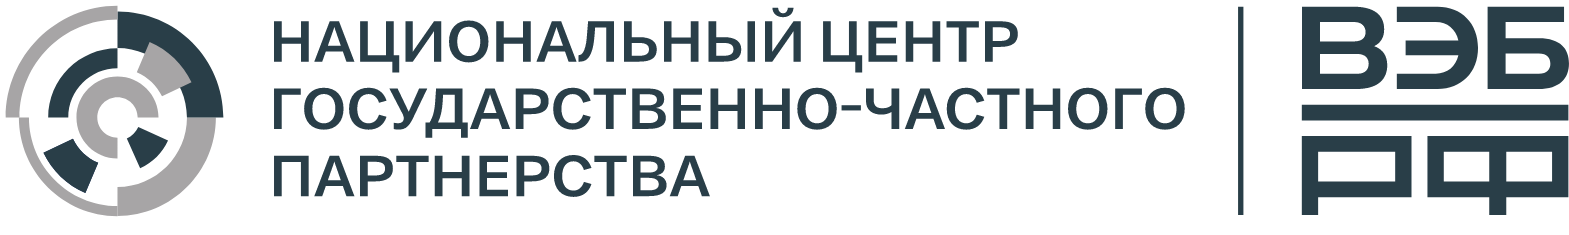 НАЦИОНАЛЬНЫЙ ЦЕНТР
ГОСУДАРСТВЕННО-ЧАСТНОГО
ПАРТНЕРСТВА
ВЭБ
РФ